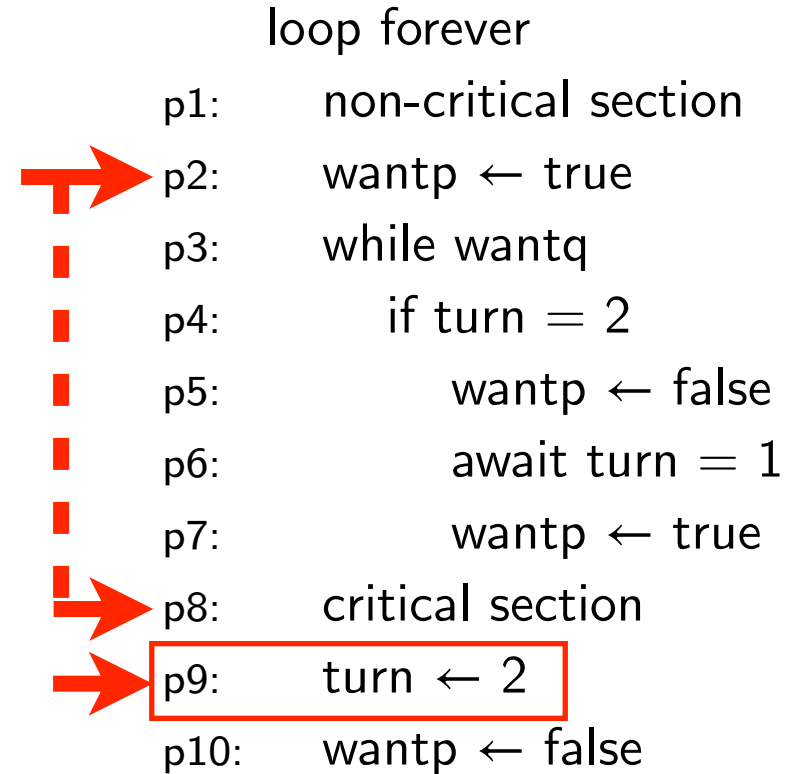 loop forever
p1: non-critical section
p2: wantp ← true
p3: while wantq
p4: if turn = 2
p5: wantp ← false
p6: await turn = 1
p7: wantp ← true
p8: critical section
p9: turn ← 2
p10: wantp ← false